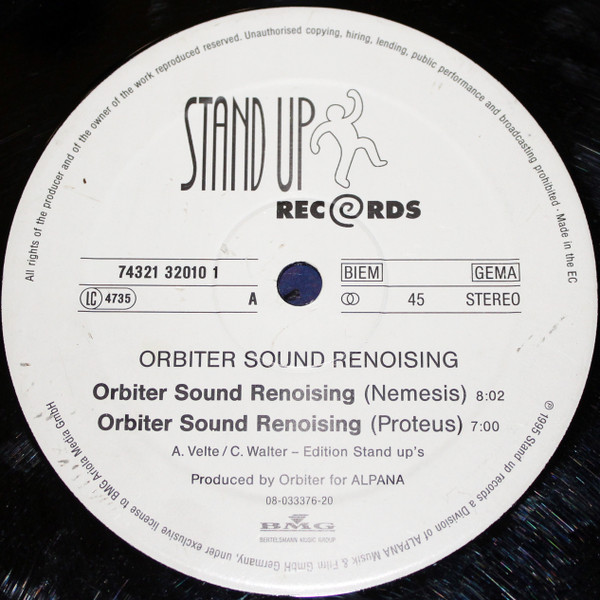 All rights of the producer and of the owner of the work reproduced reserved. Unauthorised copying, hiring, lending, public performance and broadcasting prohibited · Made in the EC
STAND UP
RECORDS
74321 32010 1
BIEM
GEMA
LC 4735
A
45
STEREO
ORBITER SOUND RENOISING
Orbiter Sound Renoising (Nemesis) 8:02
Orbiter Sound Renoising (Proteus) 7:00
A. Velte / C. Walter – Edition Stand up's
Produced by Orbiter for ALPANA
08-033376-20
BMG
BERTELSMANN MUSIC GROUP
℗ 1995 Stand up records a Division of ALPANA Musik & Film GmbH Germany, under exclusive license to BMG Ariola Media GmbH